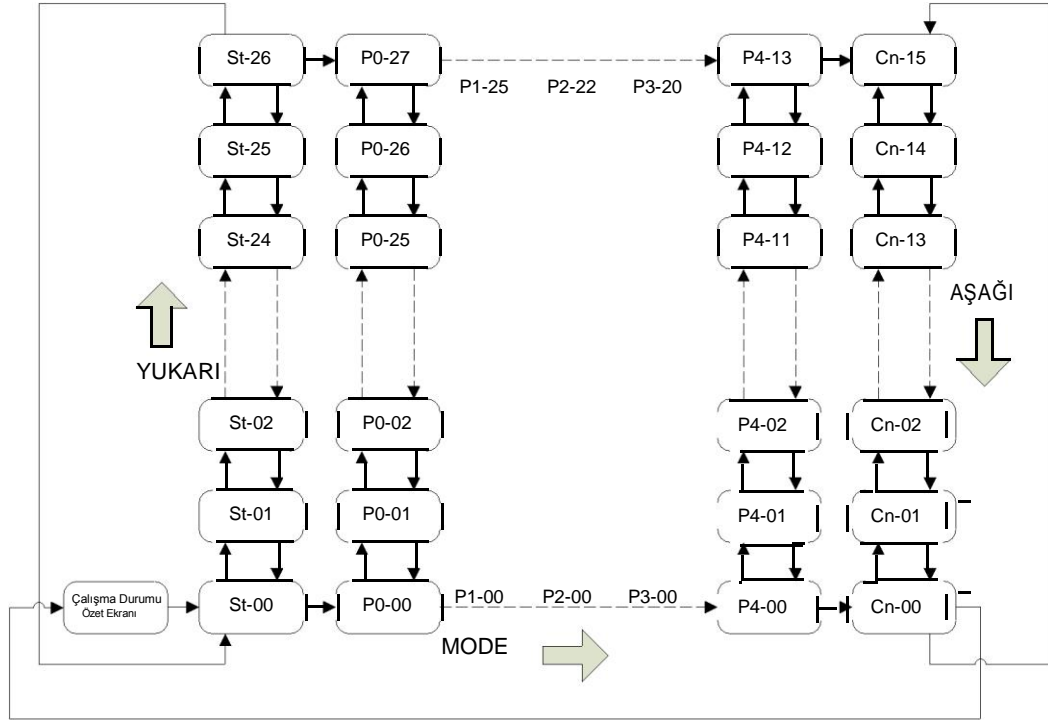 St-26 P0-27 P4-13 Cn-15
P1-25 P2-22 P3-20
St-25 P0-26 P4-12 Cn-14
St-24 P0-25 P4-11 Cn-13
AŞAĞI
YUKARI
St-02 P0-02 P4-02 Cn-02
St-01 P0-01 P4-01 Cn-01
Çalışma Durumu
Özet Ekranı
St-00 P0-00 P1-00 P2-00 P3-00 P4-00 Cn-00
MODE